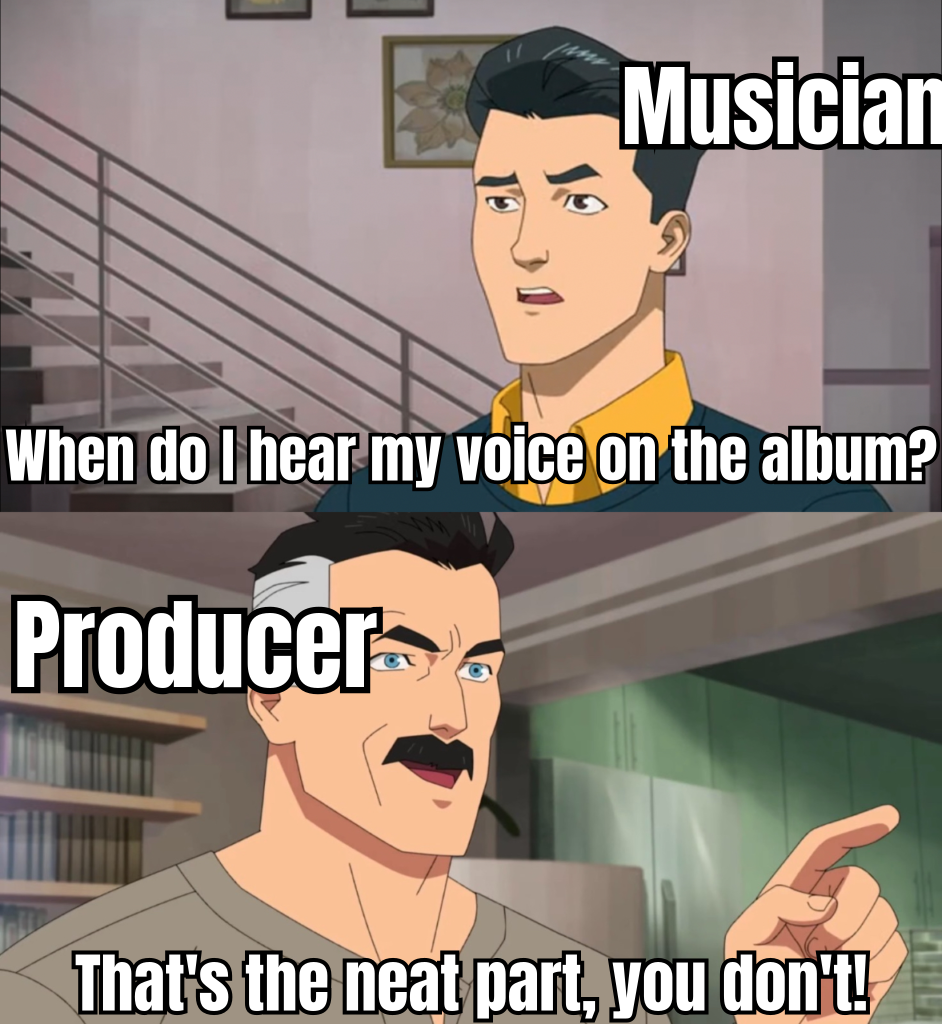 Musician
When do I hear my voice on the album?
Producer
That's the neat part, you don't!